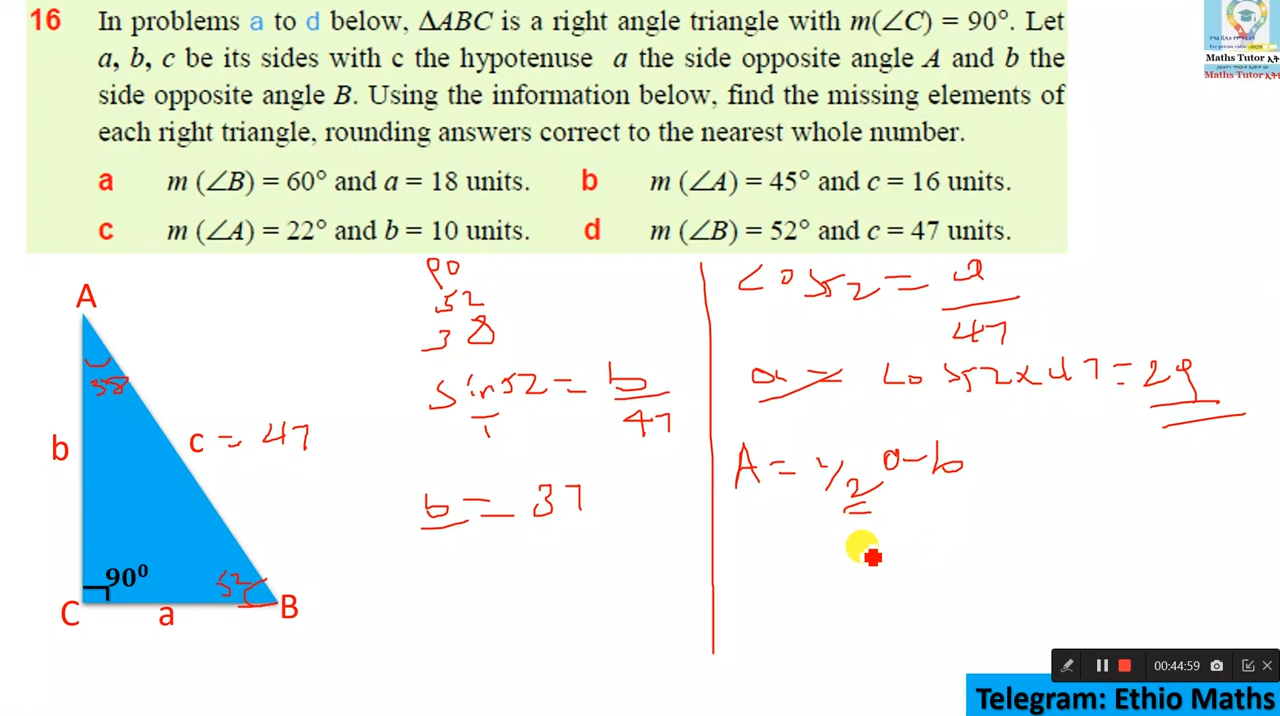 16 In problems a to d below, ΔABC is a right angle triangle with m(∠C) = 90°. Let
a, b, c be its sides with c the hypotenuse a the side opposite angle A and b the
side opposite angle B. Using the information below, find the missing elements of
each right triangle, rounding answers correct to the nearest whole number.
a m (∠B) = 60° and a = 18 units. b m (∠A) = 45° and c = 16 units.
c m (∠A) = 22° and b = 10 units. d m (∠B) = 52° and c = 47 units.
Maths Tutor
Maths Tutor
A
38
b
c = 47
90⁰
52
C
a
B
90
52
38
sin52 = b/47
b = 37
cos52 = a/47
a = cos52×47 = 29
A = 1/2 ab
00:44:59
Telegram: Ethio Maths